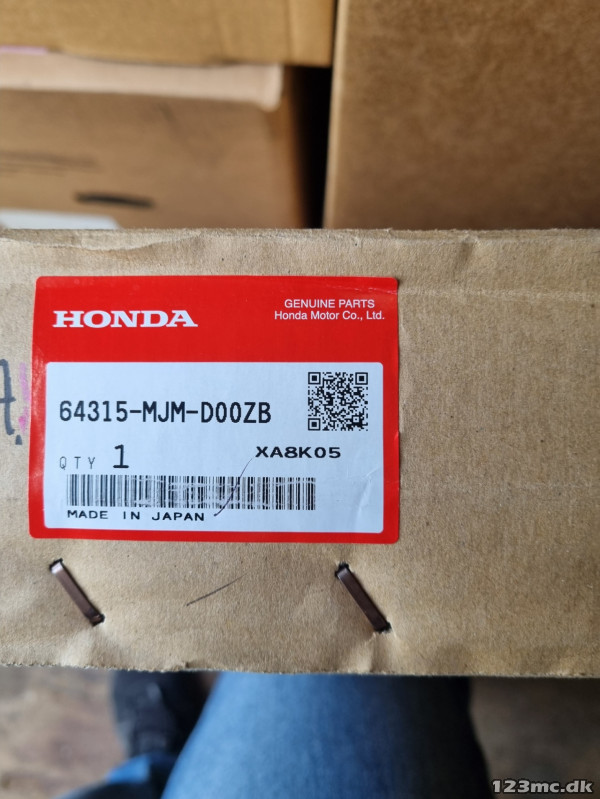 HONDA
GENUINE PARTS
Honda Motor Co., Ltd.
64315-MJM-D00ZB
QTY 1
XA8K05
MADE IN JAPAN
123mc.dk